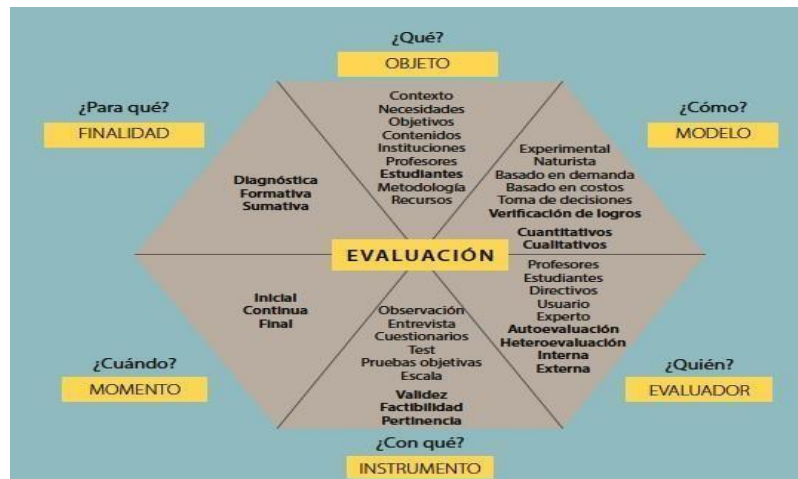 ¿Qué?
OBJETO
¿Para qué?
FINALIDAD
¿Cómo?
MODELO
Contexto
Necesidades
Objetivos
Contenidos
Instituciones
Profesores
Estudiantes
Metodología
Recursos
Diagnóstica
Formativa
Sumativa
Experimental
Naturista
Basado en demanda
Basado en costos
Toma de decisiones
Verificación de logros
Cuantitativos
Cualitativos
EVALUACIÓN
Inicial
Continua
Final
Observación
Entrevista
Cuestionarios
Test
Pruebas objetivas
Escala
Validez
Factibilidad
Pertinencia
Profesores
Estudiantes
Directivos
Usuario
Experto
Autoevaluación
Heteroevaluación
Interna
Externa
¿Cuándo?
MOMENTO
¿Quién?
EVALUADOR
¿Con qué?
INSTRUMENTO